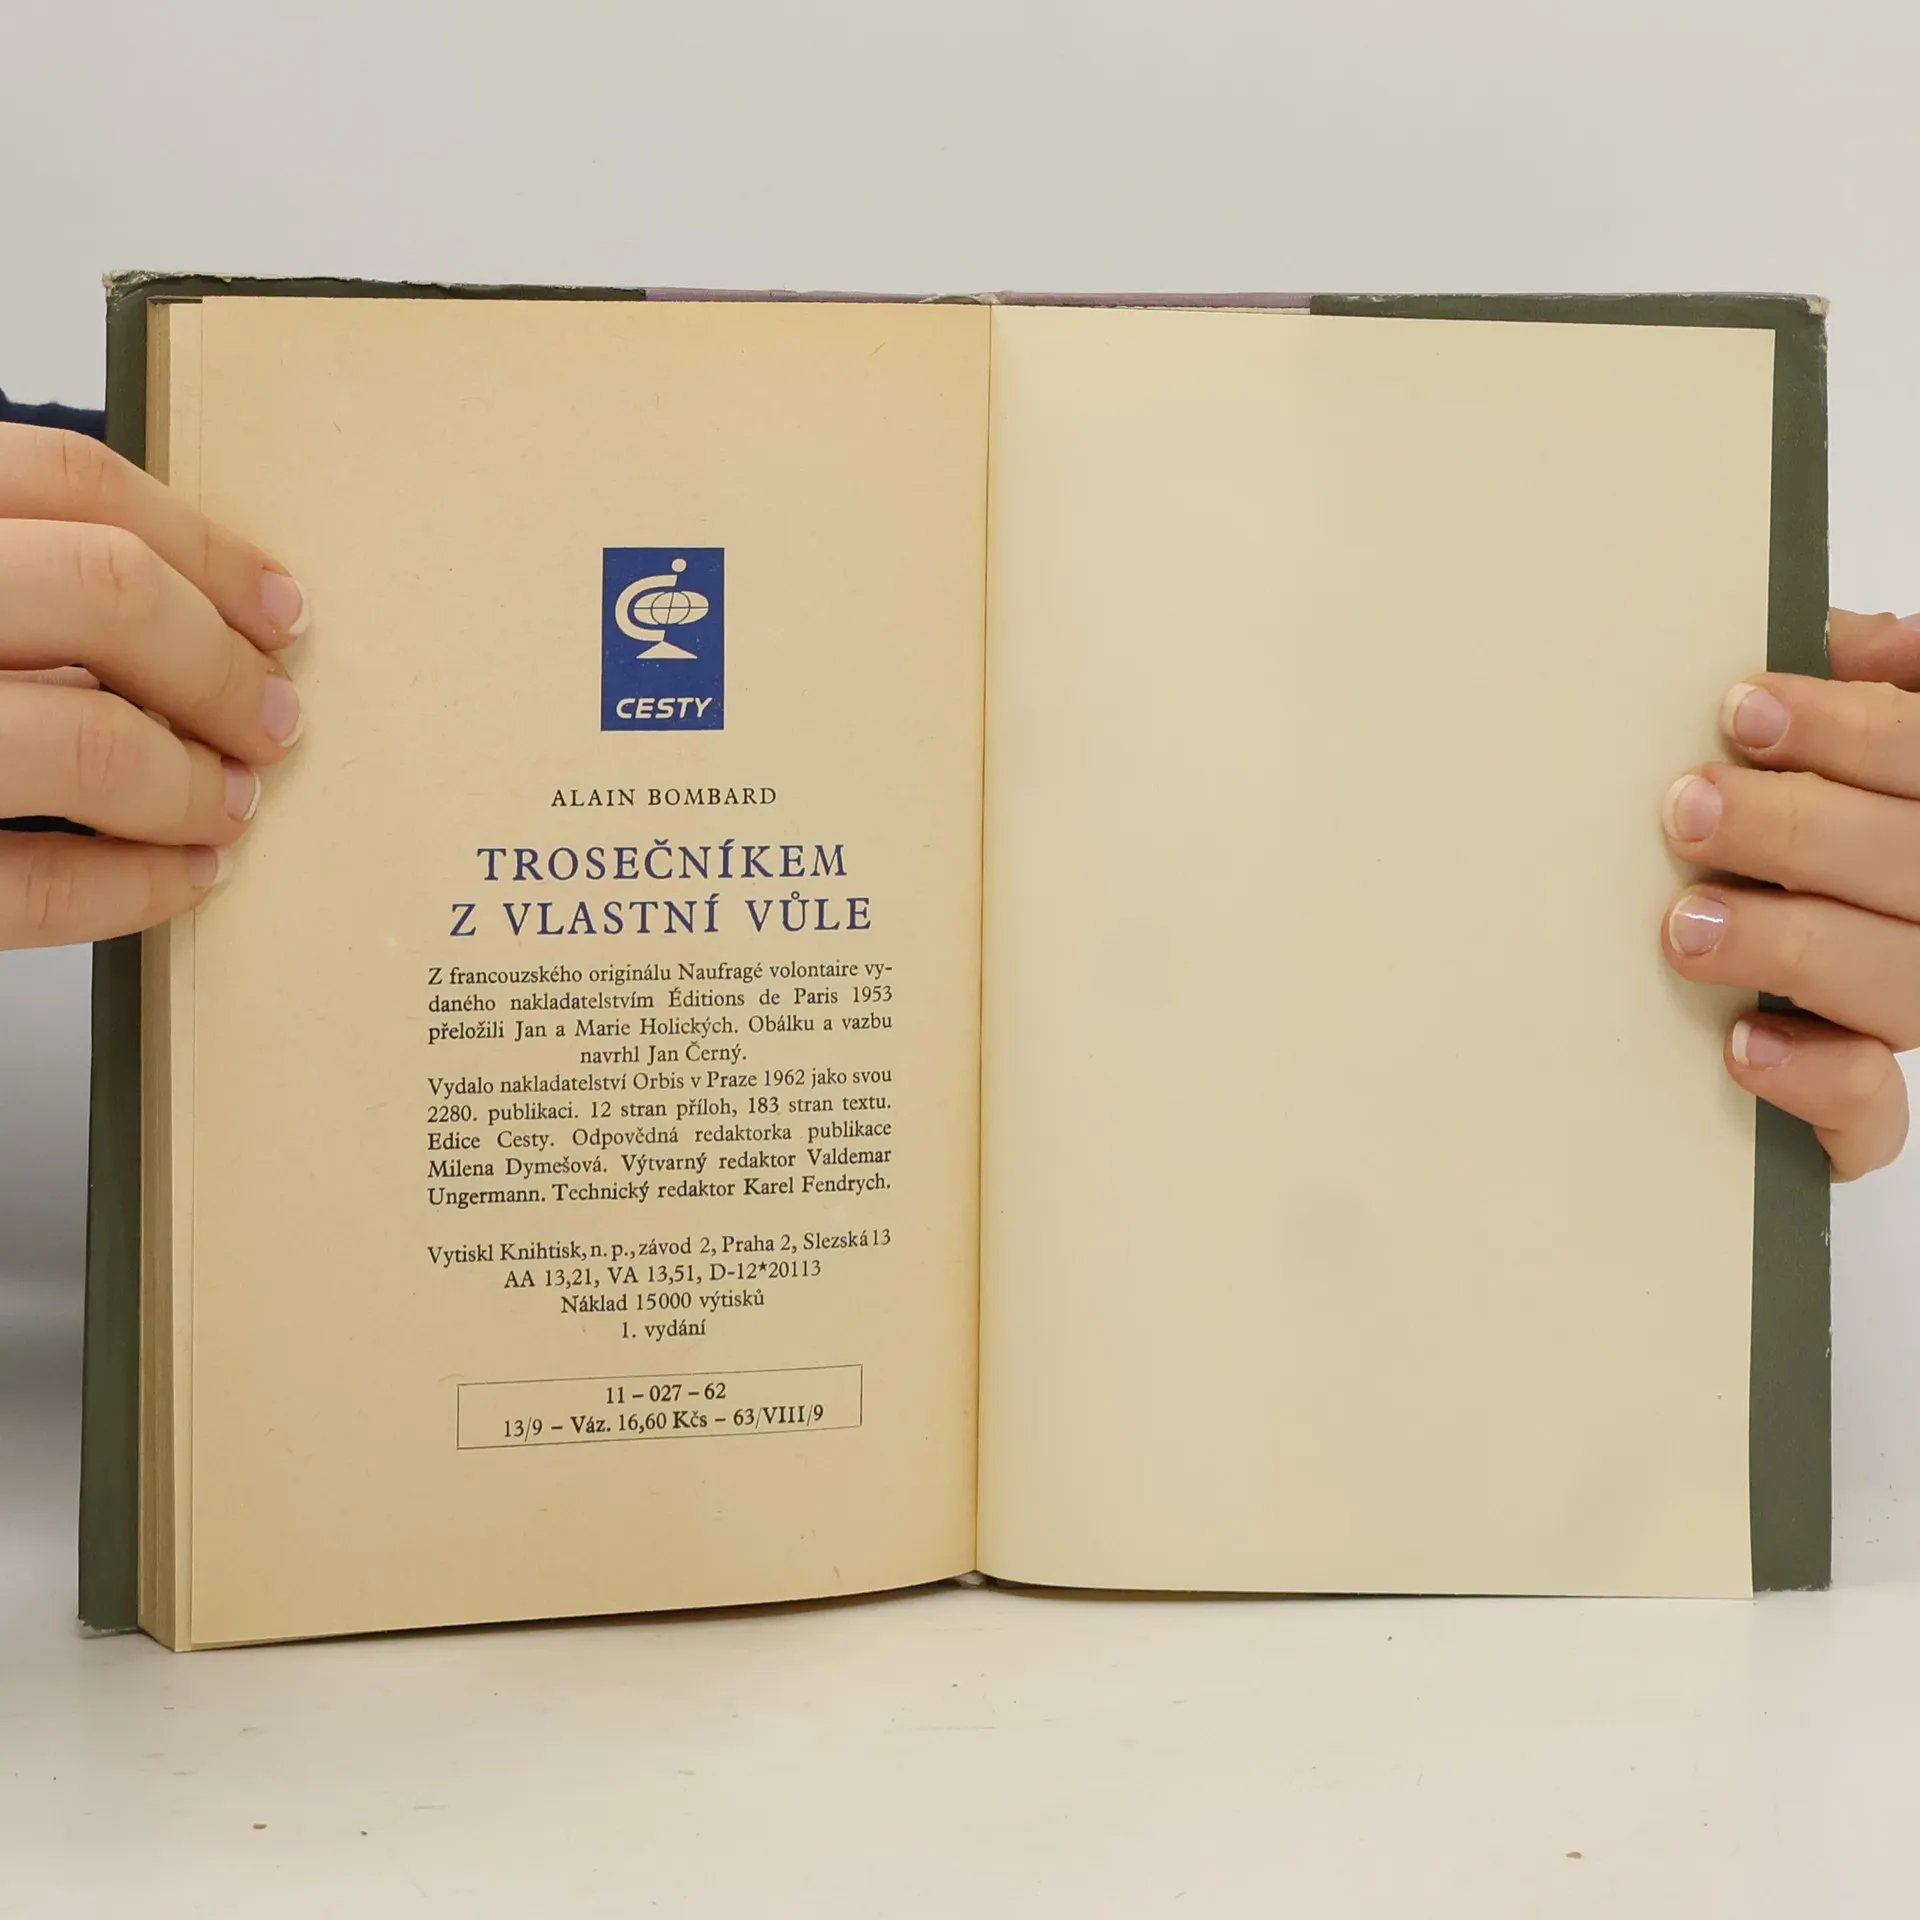 CESTY
ALAIN BOMBARD
TROSEČNÍKEM
Z VLASTNÍ VŮLE
Z francouzského originálu Naufragé volontaire vy-
daného nakladatelstvím Éditions de Paris 1953
přeložili Jan a Marie Holických. Obálku a vazbu
navrhl Jan Černý.
Vydalo nakladatelství Orbis v Praze 1962 jako svou
2280. publikaci. 12 stran příloh, 183 stran textu.
Edice Cesty. Odpovědná redaktorka publikace
Milena Dymešová. Výtvarný redaktor Valdemar
Ungermann. Technický redaktor Karel Fendrych.
Vytiskl Knihtisk, n. p., závod 2, Praha 2, Slezská 13
AA 13,21, VA 13,51, D-12*20113
Náklad 15000 výtisků
1. vydání
11 – 027 – 62
13/9 – Váz. 16,60 Kčs – 63/VIII/9